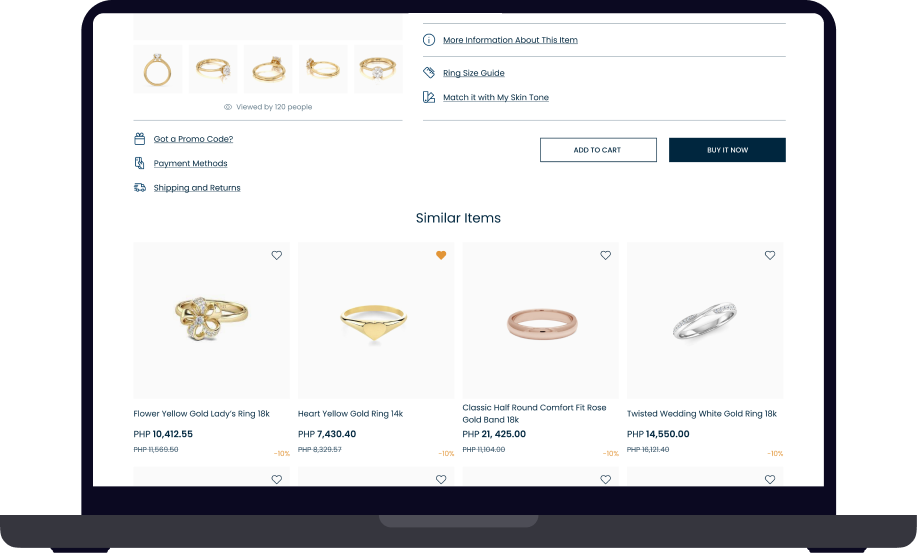 More Information About This Item
Ring Size Guide
Match it with My Skin Tone
Viewed by 120 people
Got a Promo Code?
Payment Methods
Shipping and Returns
ADD TO CART
BUY IT NOW
Similar Items
Flower Yellow Gold Lady's Ring 18k
PHP 10,412.55
PHP 11,569.50
-10%
Heart Yellow Gold Ring 14k
PHP 7,430.40
PHP 8,329.57
-10%
Classic Half Round Comfort Fit Rose
Gold Band 18k
PHP 21, 425.00
PHP 11,104.00
-10%
Twisted Wedding White Gold Ring 18k
PHP 14,550.00
PHP 16,121.40
-10%